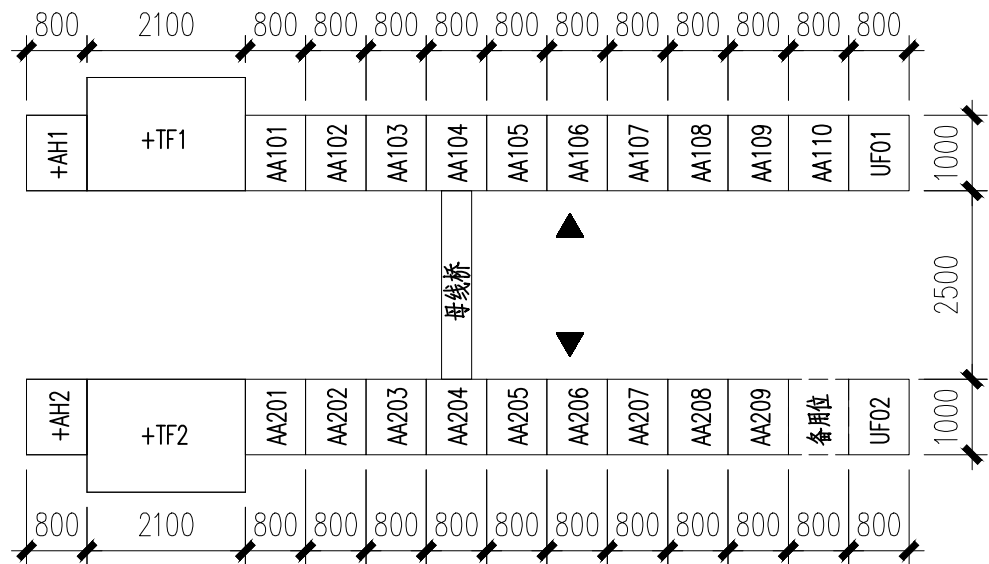 800 2100 800 800 800 800 800 800 800 800 800 800 800
+AH1 +TF1 AA101 AA102 AA103 AA104 AA105 AA106 AA107 AA108 AA109 AA110 UF01 1000
母线桥 2500
+AH2 +TF2 AA201 AA202 AA203 AA204 AA205 AA206 AA207 AA208 AA209 备用位 UF02 1000
800 2100 800 800 800 800 800 800 800 800 800 800 800